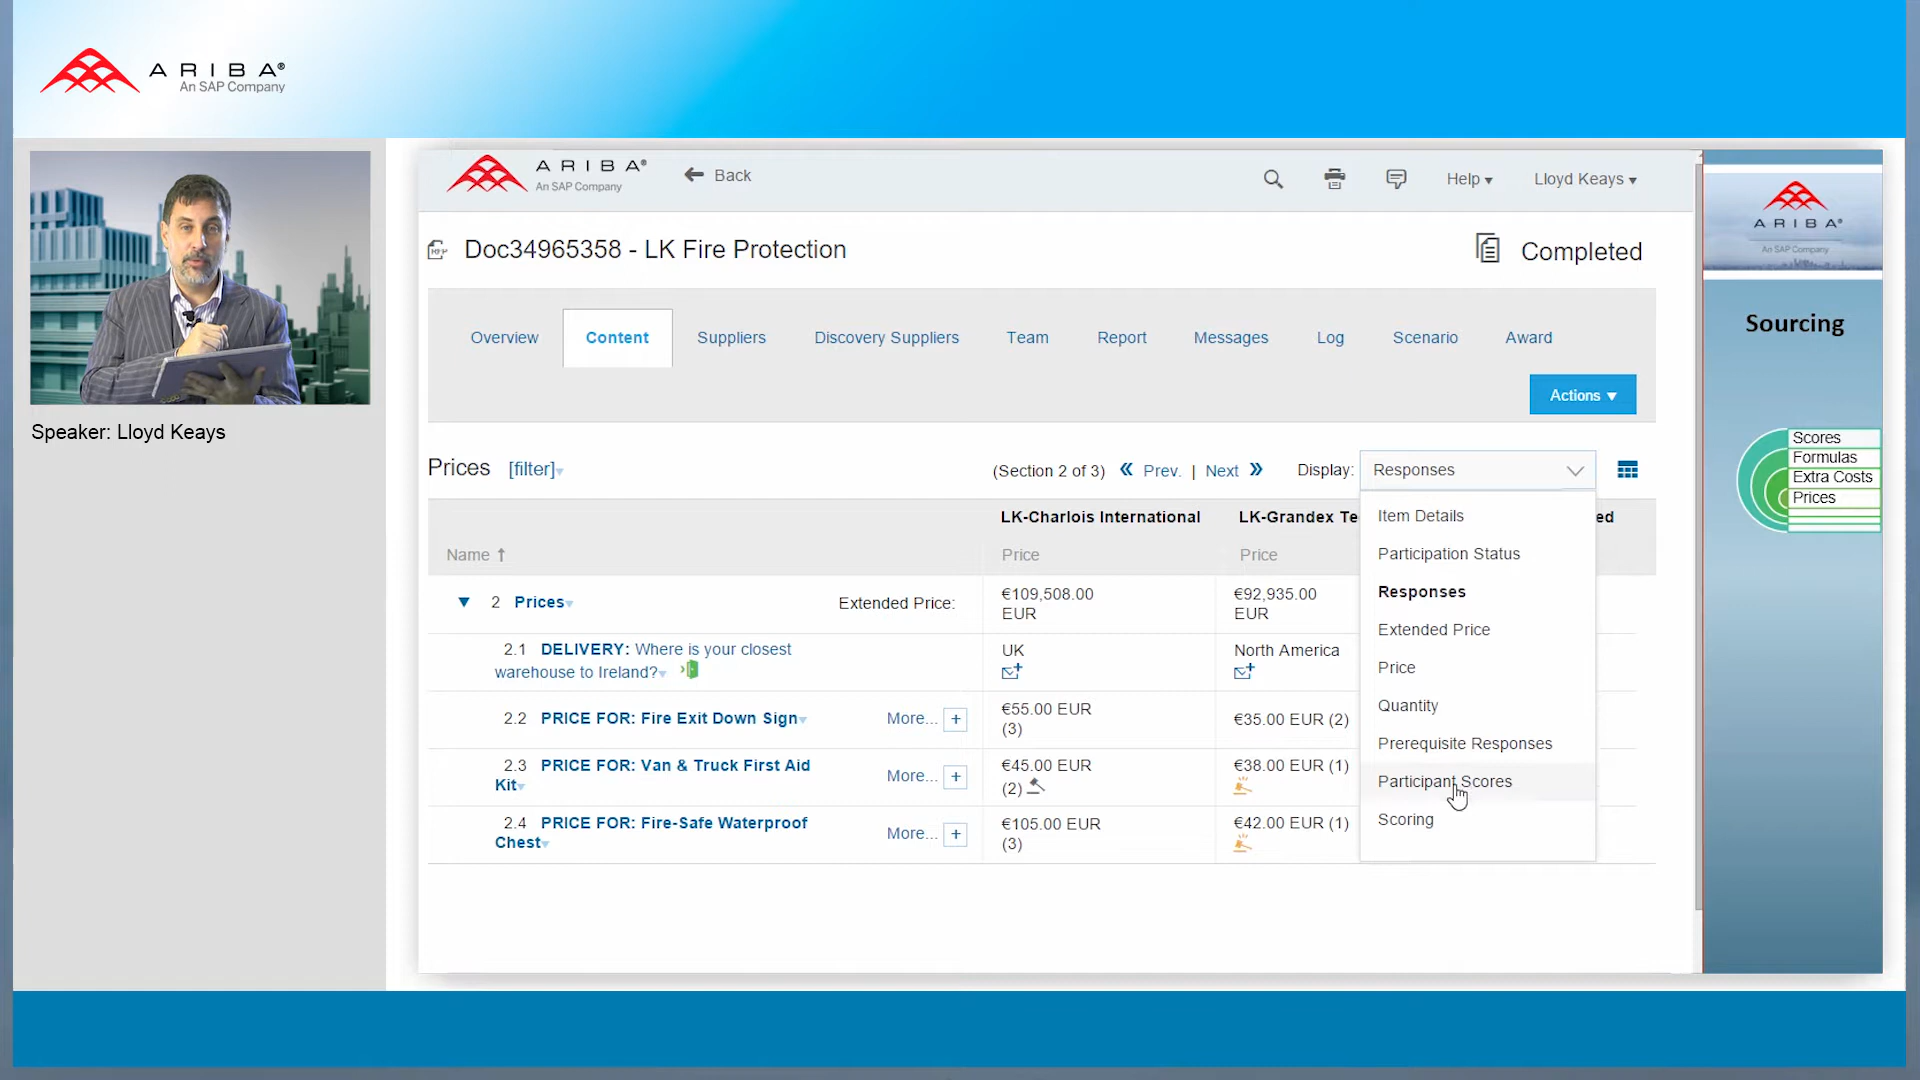 ARIBA®
An SAP Company
Speaker: Lloyd Keays
ARIBA®
An SAP Company
Back
Help
Lloyd Keays
Doc34965358 - LK Fire Protection
Completed
Overview
Content
Suppliers
Discovery Suppliers
Team
Report
Messages
Log
Scenario
Award
Actions
Prices [filter]
(Section 2 of 3) « Prev. | Next »
Display: Responses
LK-Charlois International
LK-Grandex Te
ed
Name ↑
Price
Price
2 Prices
Extended Price:
€109,508.00
EUR
€92,935.00
EUR
2.1 DELIVERY: Where is your closest
warehouse to Ireland?
UK
North America
2.2 PRICE FOR: Fire Exit Down Sign
More... +
€55.00 EUR
(3)
€35.00 EUR (2)
2.3 PRICE FOR: Van & Truck First Aid
Kit
More... +
€45.00 EUR
(2)
€38.00 EUR (1)
2.4 PRICE FOR: Fire-Safe Waterproof
Chest
More... +
€105.00 EUR
(3)
€42.00 EUR (1)
Item Details
Participation Status
Responses
Extended Price
Price
Quantity
Prerequisite Responses
Participant Scores
Scoring
ARIBA®
An SAP Company
Sourcing
Scores
Formulas
Extra Costs
Prices